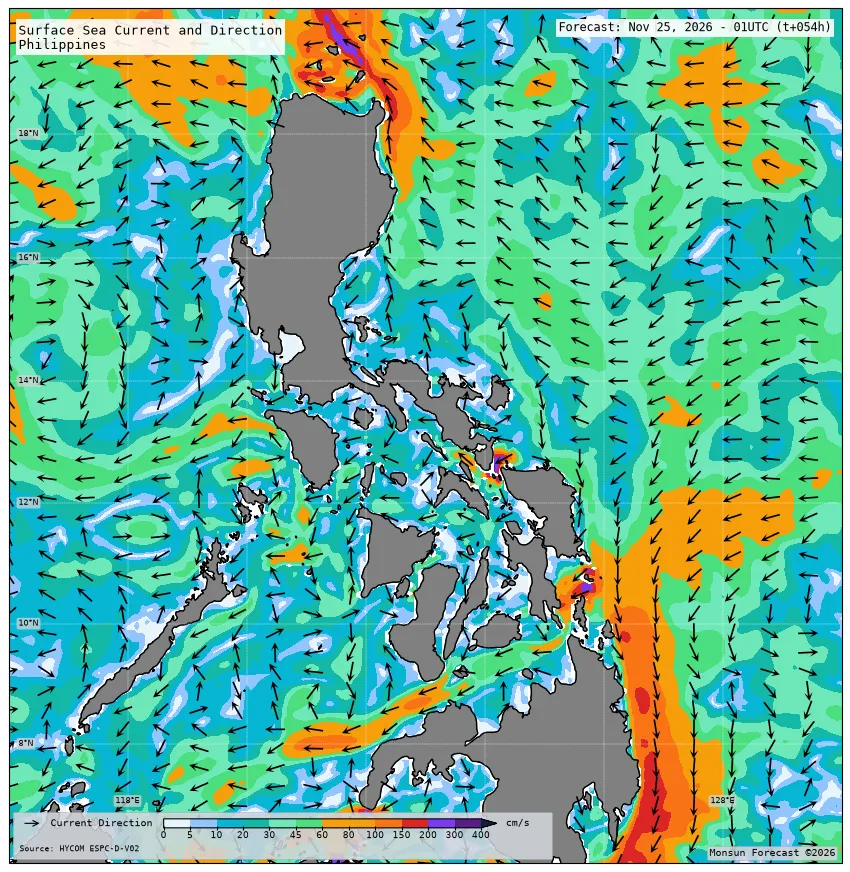 Surface Sea Current and Direction
Philippines
Forecast: Nov 25, 2026 - 01UTC (t+054h)
18°N
16°N
14°N
12°N
10°N
8°N
118°E
128°E
Current Direction
0 5 10 20 30 45 60 80 100 150 200 300 400
cm/s
Source: HYCOM ESPC-D-V02
Monsun Forecast ©2026